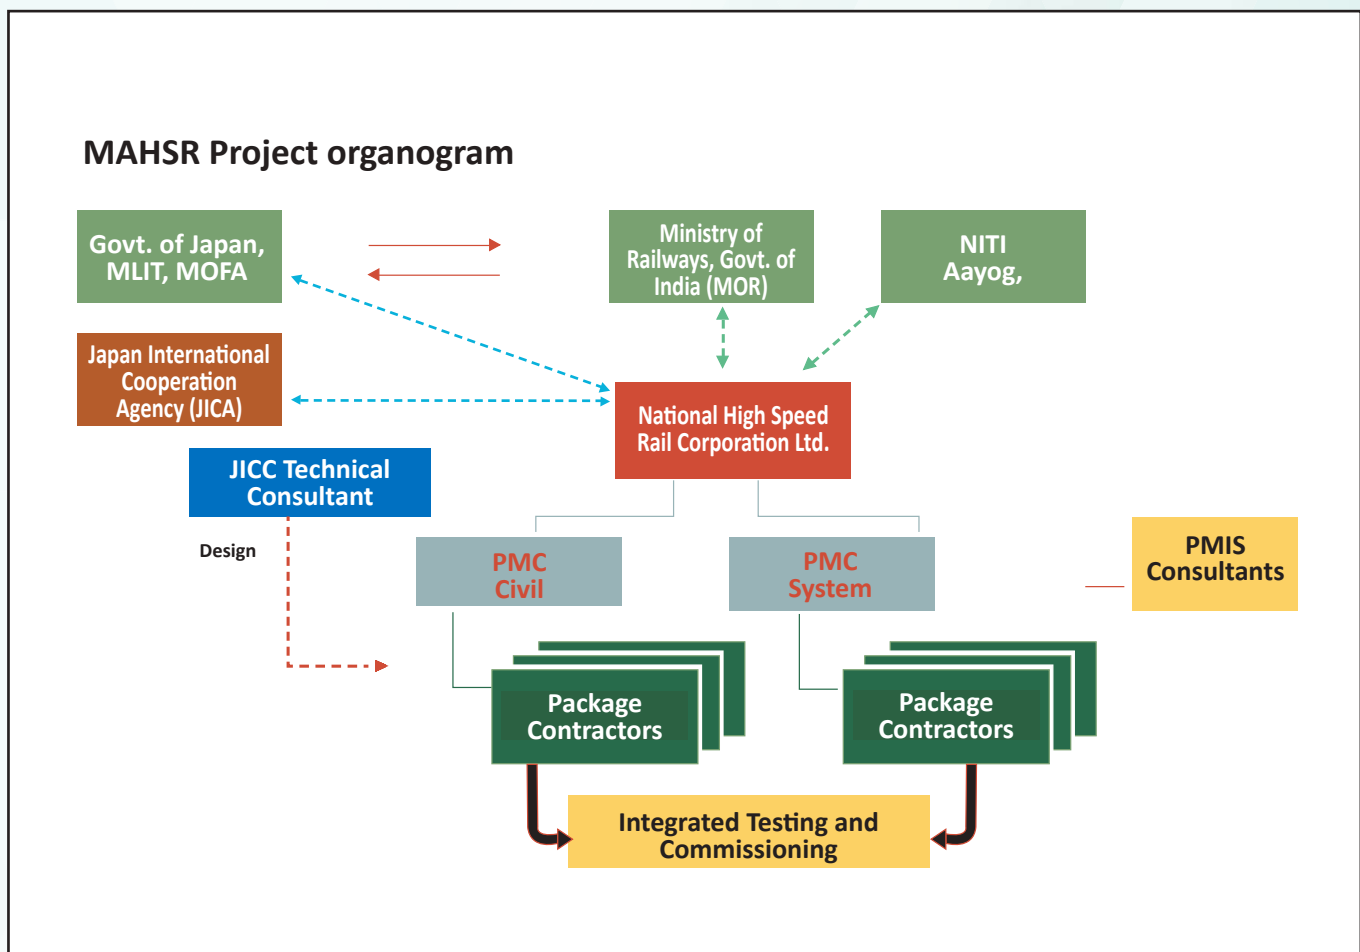 MAHSR Project organogram
Govt. of Japan,
MLIT, MOFA
Ministry of
Railways, Govt. of
India (MOR)
NITI
Aayog,
Japan International
Cooperation
Agency (JICA)
National High Speed
Rail Corporation Ltd.
JICC Technical
Consultant
Design
PMC
Civil
PMC
System
PMIS
Consultants
Package
Contractors
Package
Contractors
Integrated Testing and
Commissioning